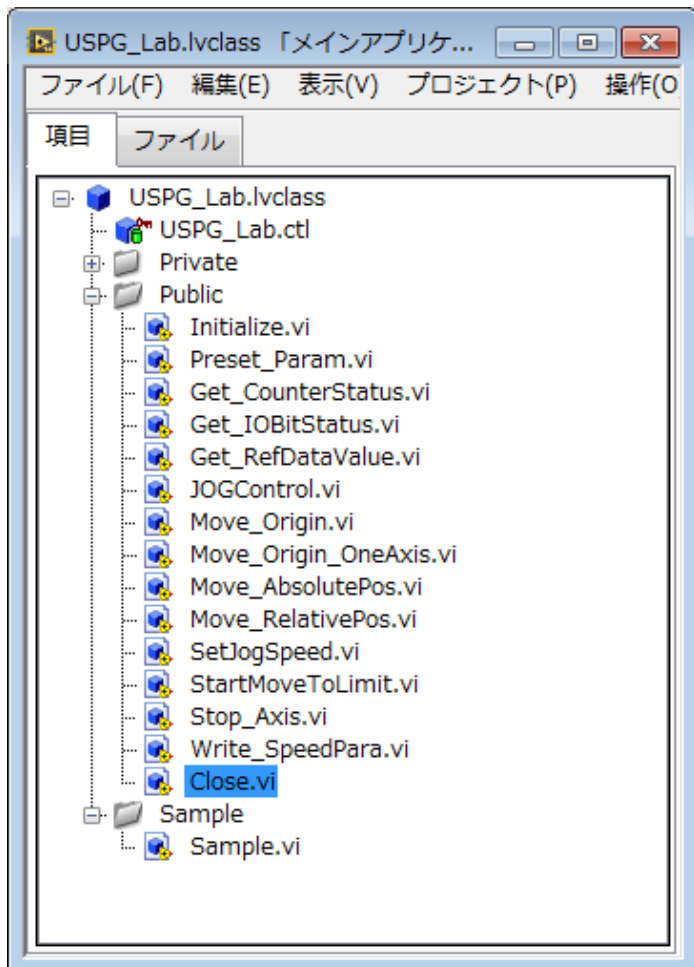 USPG_Lab.lvclass 「メインアプリケ...
ファイル(F) 編集(E) 表示(V) プロジェクト(P) 操作(O
項目 ファイル
USPG_Lab.lvclass
USPG_Lab.ctl
Private
Public
Initialize.vi
Preset_Param.vi
Get_CounterStatus.vi
Get_IOBitStatus.vi
Get_RefDataValue.vi
JOGControl.vi
Move_Origin.vi
Move_Origin_OneAxis.vi
Move_AbsolutePos.vi
Move_RelativePos.vi
SetJogSpeed.vi
StartMoveToLimit.vi
Stop_Axis.vi
Write_SpeedPara.vi
Close.vi
Sample
Sample.vi